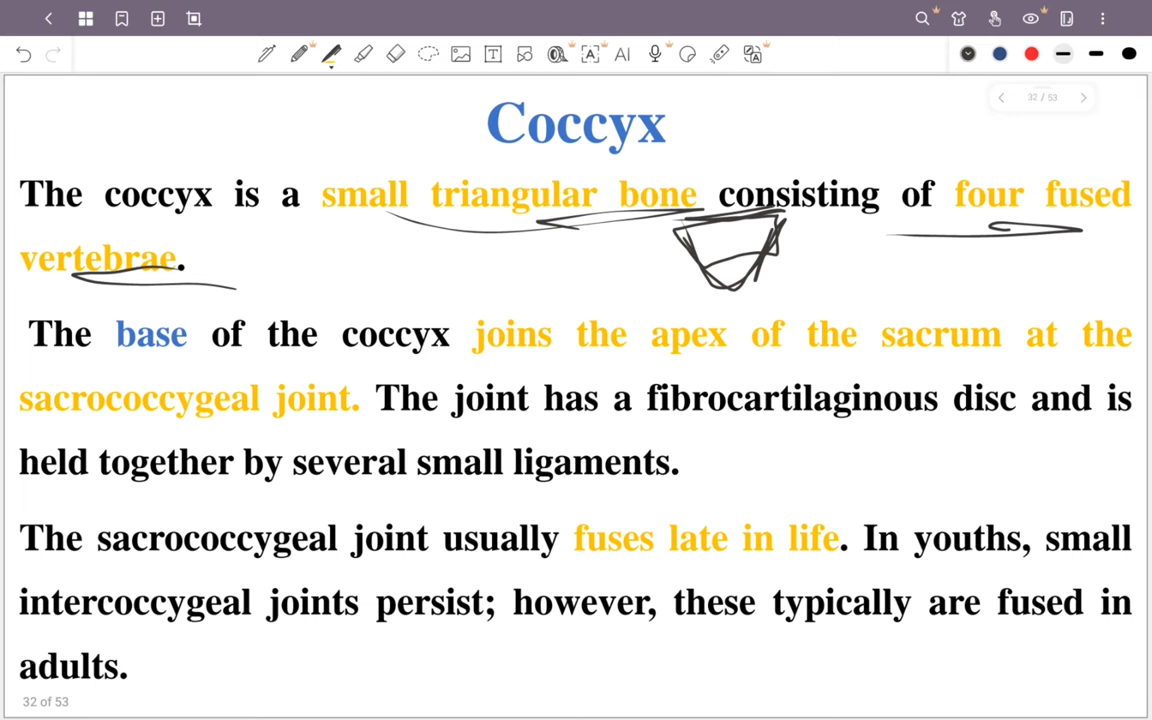 AI
32 / 53
Coccyx
The coccyx is a small triangular bone consisting of four fused
vertebrae.
The base of the coccyx joins the apex of the sacrum at the
sacrococcygeal joint. The joint has a fibrocartilaginous disc and is
held together by several small ligaments.
The sacrococcygeal joint usually fuses late in life. In youths, small
intercoccygeal joints persist; however, these typically are fused in
adults.
32 of 53